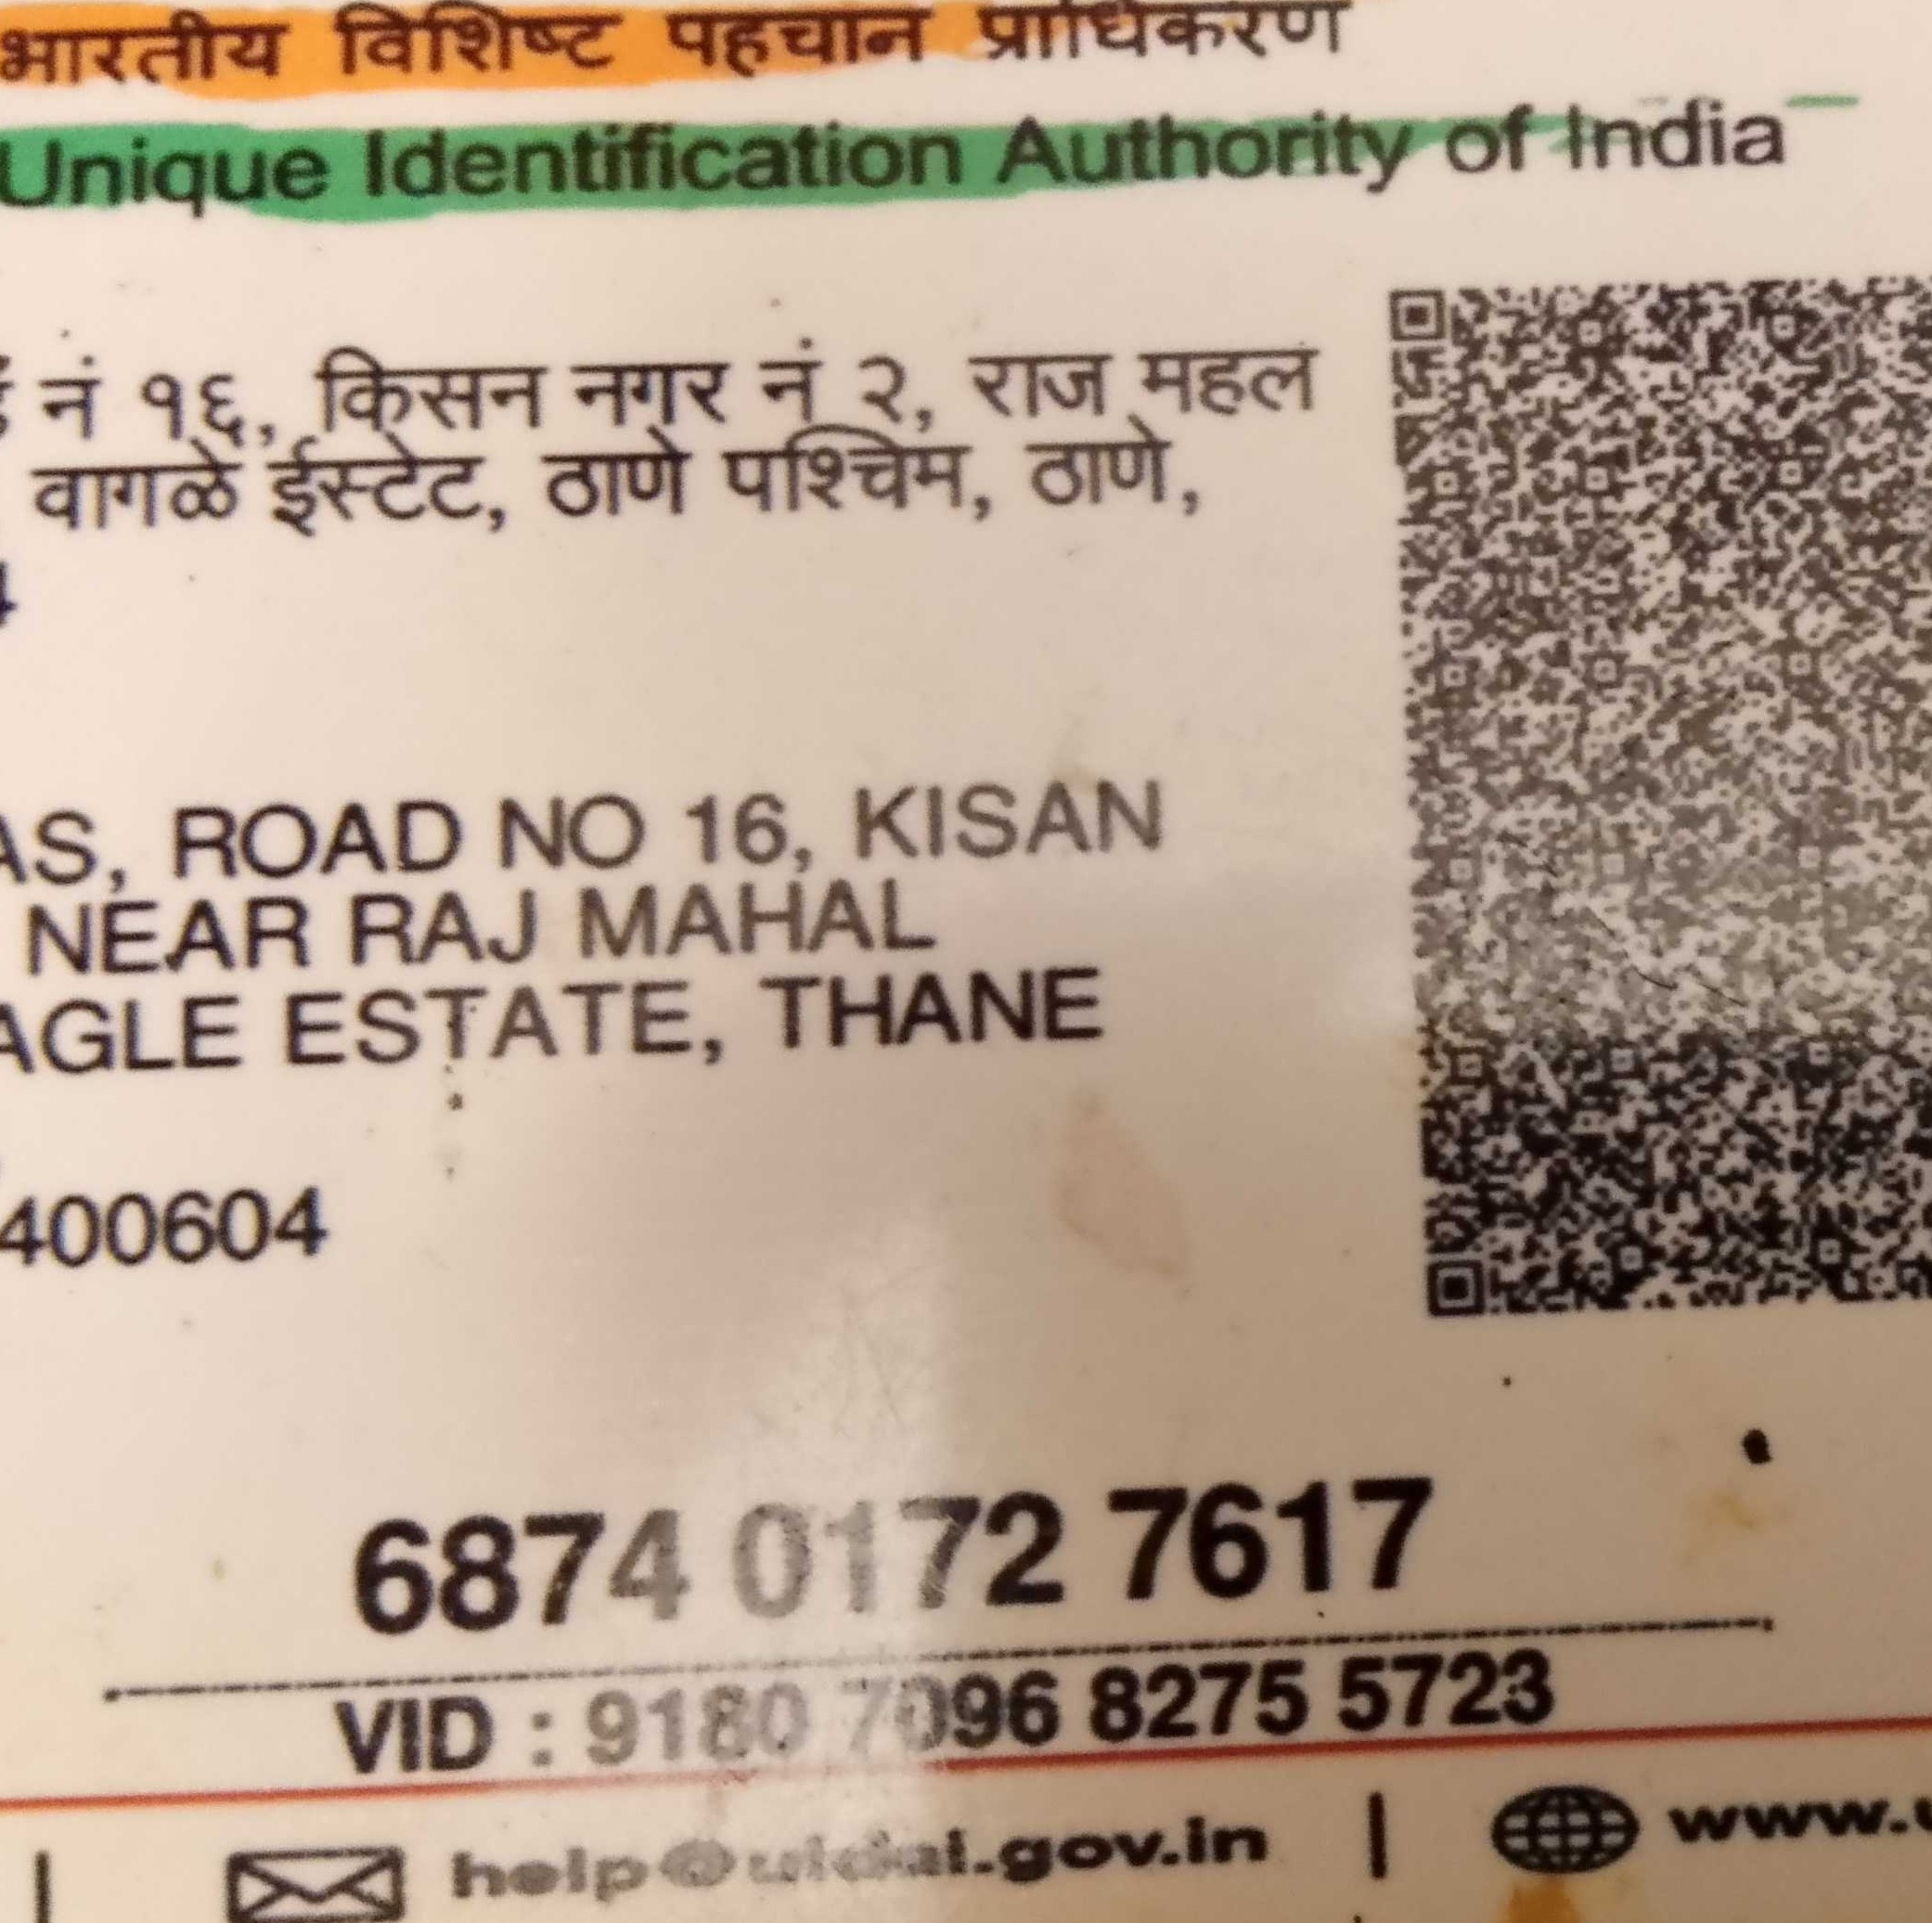 भारतीय विशिष्ट पहचान प्राधिकरण
Unique Identification Authority of India
नं १६, किसन नगर नं २, राज महल
वागळे ईस्टेट, ठाणे पश्चिम, ठाणे,
4
AS, ROAD NO 16, KISAN
NEAR RAJ MAHAL
AGLE ESTATE, THANE
400604
6874 0172 7617
VID : 9180 7096 8275 5723
help@uidai.gov.in | www.